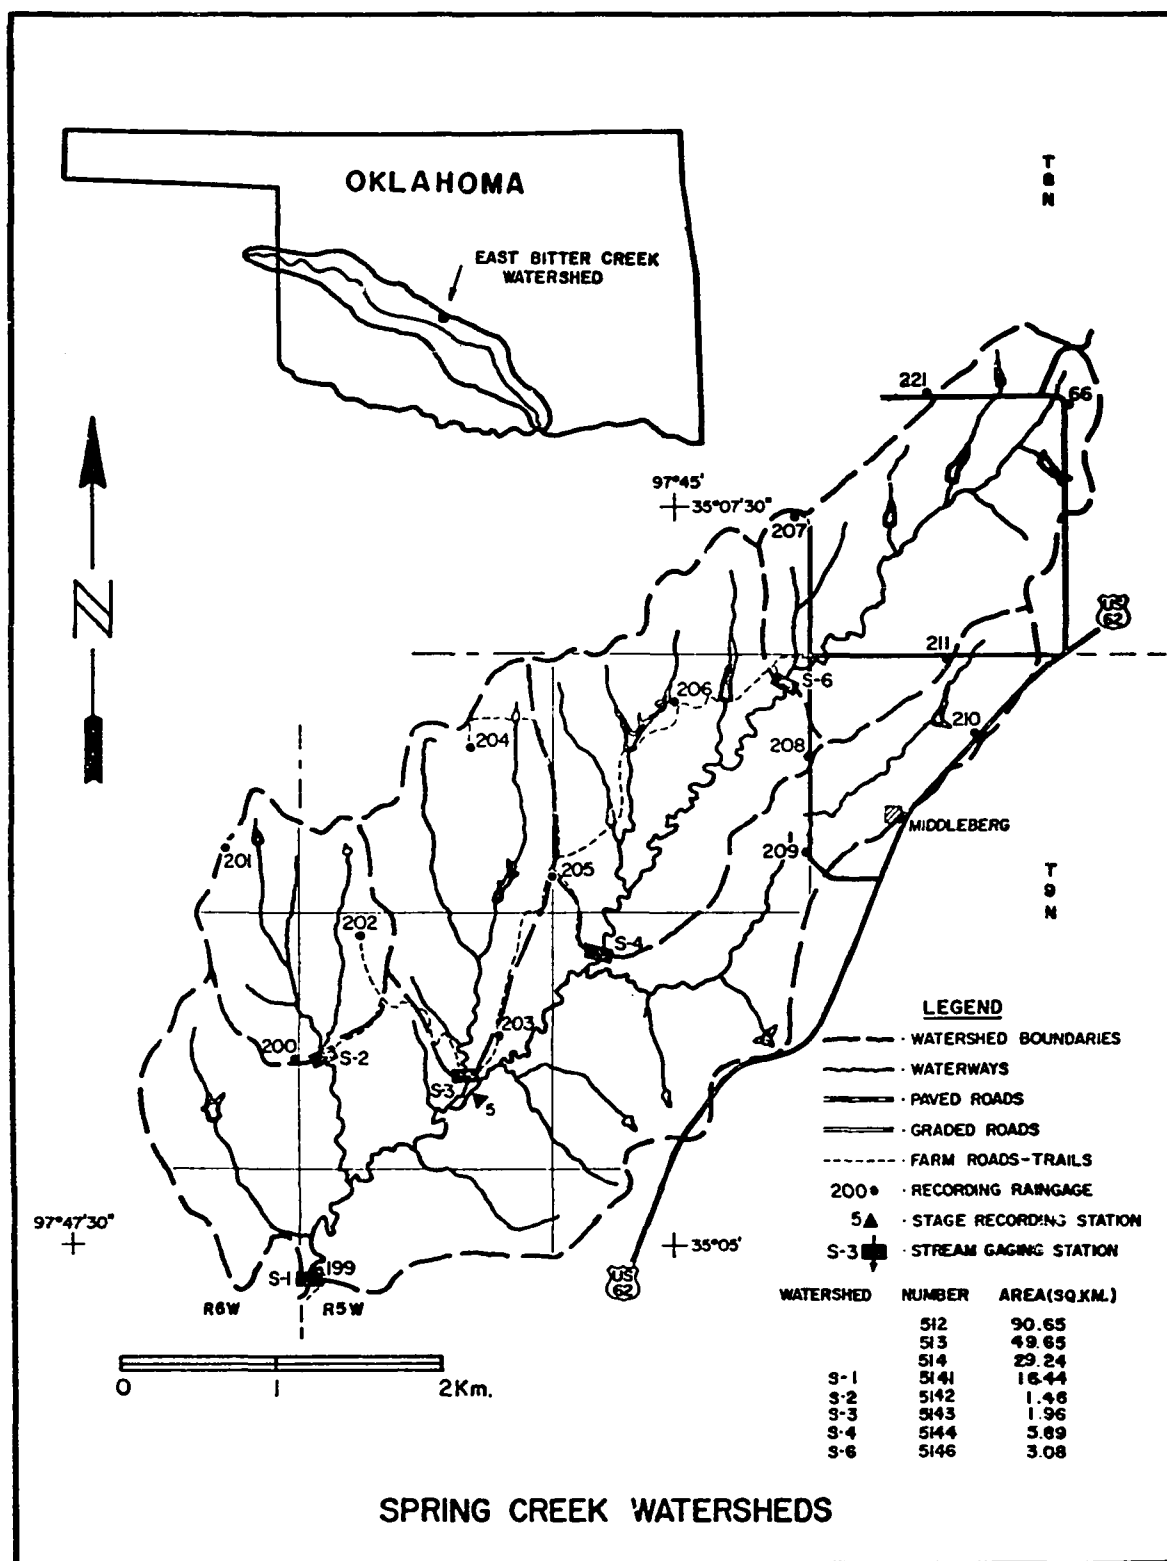 OKLAHOMA
EAST BITTER CREEK
WATERSHED
T
8
N
221
66
97°45'
35°07'30"
207
US
62
N
211
S-6
206
210
204
208
MIDDLEBERG
201
209
205
T
9
N
202
S-4
203
200
S-2
S-3
5
LEGEND
- WATERSHED BOUNDARIES
- WATERWAYS
- PAVED ROADS
- GRADED ROADS
- FARM ROADS-TRAILS
200 - RECORDING RAINGAGE
5 - STAGE RECORDING STATION
S-3 - STREAM GAGING STATION
97°47'30"
35°05'
199
S-1
US
62
R6W R5W
WATERSHED NUMBER AREA(SQ.KM.)
512 90.65
513 49.65
514 29.24
S-1 5141 16.44
S-2 5142 1.46
S-3 5143 1.96
S-4 5144 5.89
S-6 5146 3.08
0 1 2Km.
SPRING CREEK WATERSHEDS